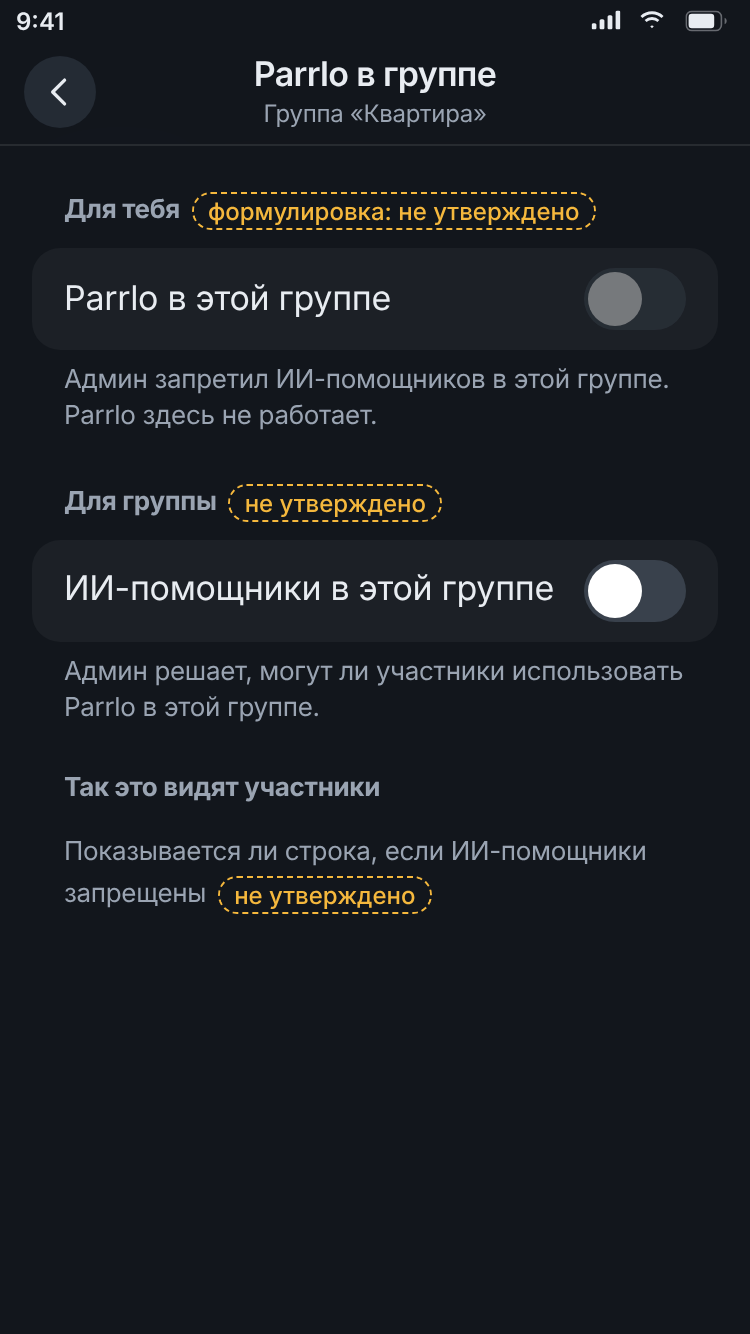 9:41
Parrlo в группе
Группа «Квартира»
Для тебя формулировка: не утверждено
Parrlo в этой группе
Админ запретил ИИ-помощников в этой группе.
Parrlo здесь не работает.
Для группы не утверждено
ИИ-помощники в этой группе
Админ решает, могут ли участники использовать
Parrlo в этой группе.
Так это видят участники
Показывается ли строка, если ИИ-помощники
запрещены не утверждено